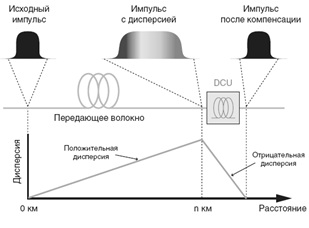 Исходный
импульс
Импульс
с дисперсией
Импульс
после компенсации
DCU
Передающее волокно
Дисперсия
Положительная
дисперсия
Отрицательная
дисперсия
0 км
n км
Расстояние